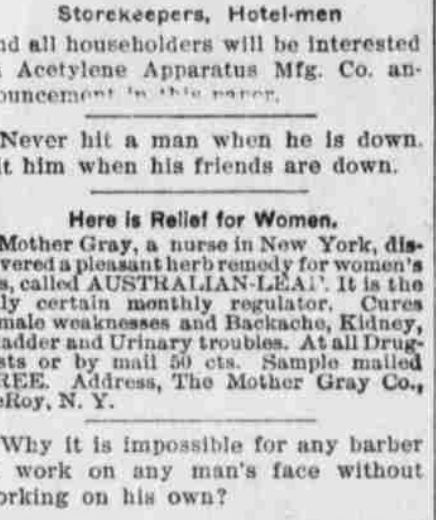 Storekeepers, Hotel-men
nd all householders will be interested
Acetylene Apparatus Mfg. Co. an-
ouncement in this paper.
Never hit a man when he is down.
it him when his friends are down.
Here is Relief for Women.
Mother Gray, a nurse in New York, dis-
vered a pleasant herb remedy for women's
s, called AUSTRALIAN-LEAF. It is the
ly certain monthly regulator. Cures
male weaknesses and Backache, Kidney,
adder and Urinary troubles. At all Drug-
sts or by mail 50 cts. Sample mailed
REE. Address, The Mother Gray Co.,
eRoy, N. Y.
Why it is impossible for any barber
work on any man's face without
orking on his own?